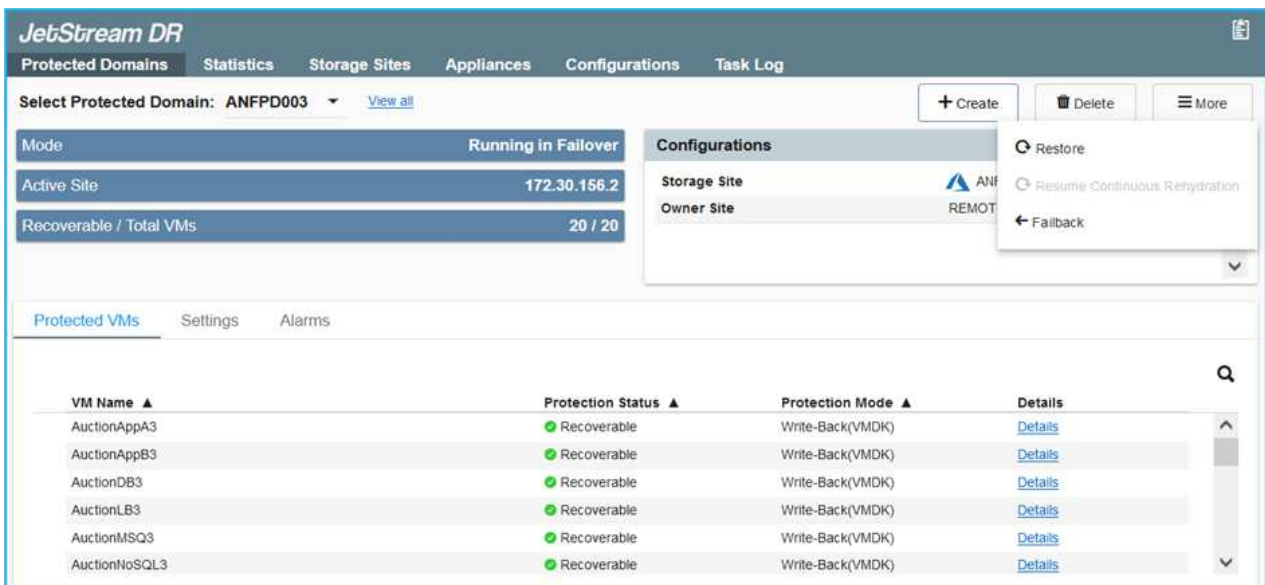 JetStream DR
Protected Domains Statistics Storage Sites Appliances Configurations Task Log
Select Protected Domain: ANFPD003 View all
+ Create Delete More
Mode Running in Failover
Active Site 172.30.156.2
Recoverable / Total VMs 20 / 20
Configurations
Storage Site
Owner Site
Restore
Resume Continuous Rehydration
Failback
Protected VMs Settings Alarms
VM Name ▲ Protection Status ▲ Protection Mode ▲ Details
AuctionAppA3 Recoverable Write-Back(VMDK) Details
AuctionAppB3 Recoverable Write-Back(VMDK) Details
AuctionDB3 Recoverable Write-Back(VMDK) Details
AuctionLB3 Recoverable Write-Back(VMDK) Details
AuctionMSQ3 Recoverable Write-Back(VMDK) Details
AuctionNoSQL3 Recoverable Write-Back(VMDK) Details